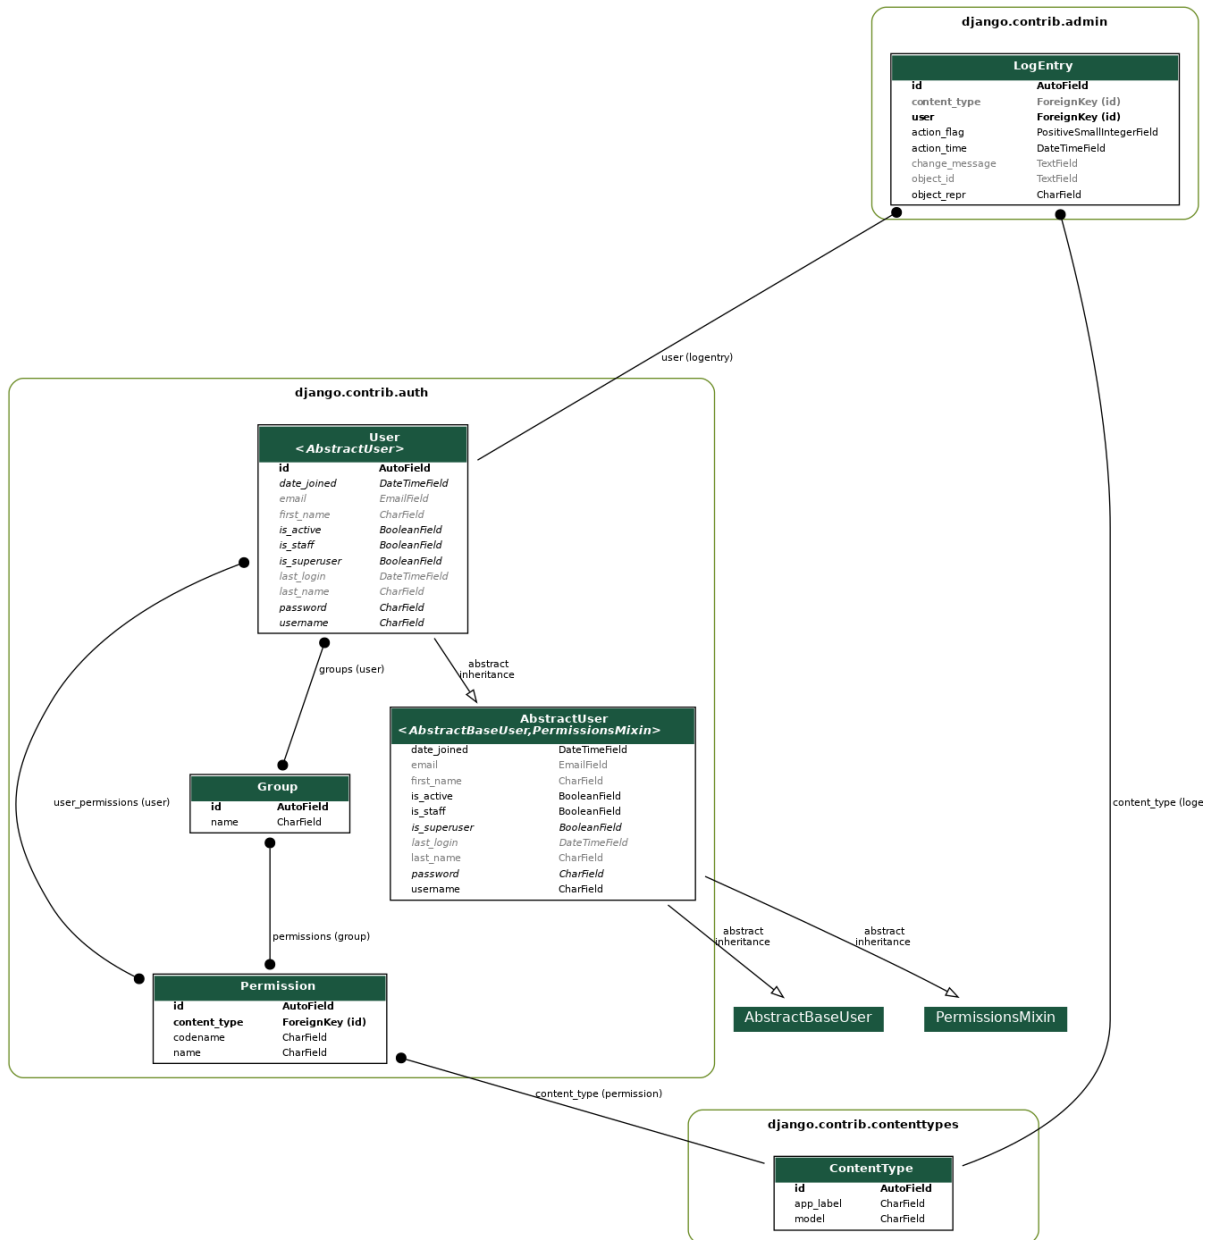 django.contrib.admin
LogEntry
id AutoField
content_type ForeignKey (id)
user ForeignKey (id)
action_flag PositiveSmallIntegerField
action_time DateTimeField
change_message TextField
object_id TextField
object_repr CharField
user (logentry)
django.contrib.auth
User
<AbstractUser>
id AutoField
date_joined DateTimeField
email EmailField
first_name CharField
is_active BooleanField
is_staff BooleanField
is_superuser BooleanField
last_login DateTimeField
last_name CharField
password CharField
username CharField
groups (user)
abstract
inheritance
AbstractUser
<AbstractBaseUser,PermissionsMixin>
date_joined DateTimeField
email EmailField
first_name CharField
is_active BooleanField
is_staff BooleanField
is_superuser BooleanField
last_login DateTimeField
last_name CharField
password CharField
username CharField
user_permissions (user)
Group
id AutoField
name CharField
content_type (loge
permissions (group)
abstract
inheritance
abstract
inheritance
Permission
id AutoField
content_type ForeignKey (id)
codename CharField
name CharField
AbstractBaseUser
PermissionsMixin
content_type (permission)
django.contrib.contenttypes
ContentType
id AutoField
app_label CharField
model CharField